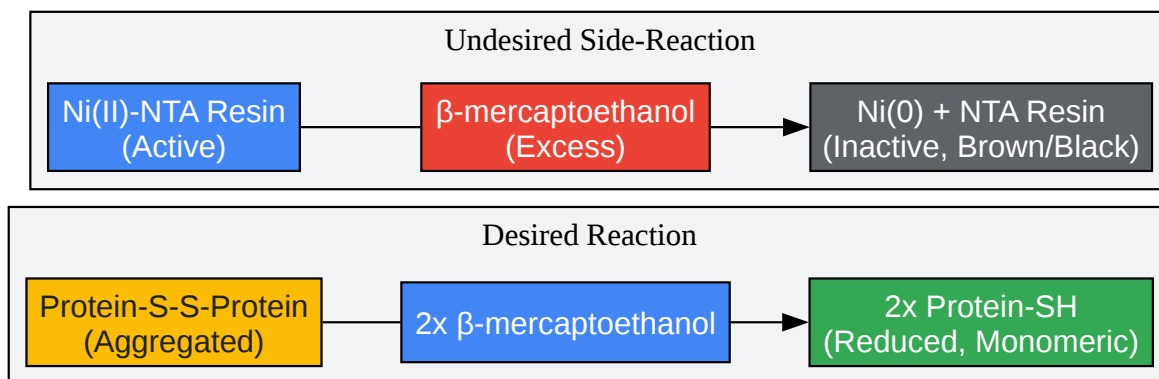 Undesired Side-Reaction
Ni(II)-NTA Resin
(Active)
β-mercaptoethanol
(Excess)
Ni(0) + NTA Resin
(Inactive, Brown/Black)
Desired Reaction
Protein-S-S-Protein
(Aggregated)
2x β-mercaptoethanol
2x Protein-SH
(Reduced, Monomeric)